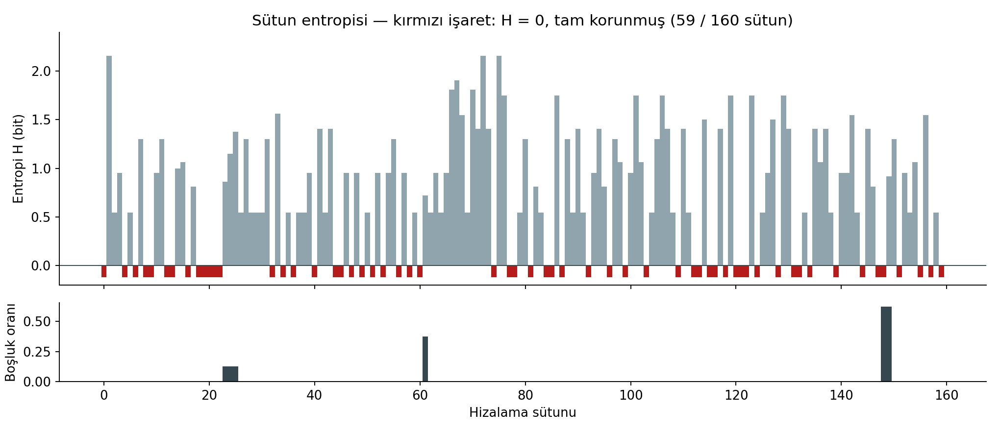 Sütun entropisi — kırmızı işaret: H = 0, tam korunmuş (59 / 160 sütun)
Entropi H (bit)
2.0
1.5
1.0
0.5
0.0
Boşluk oranı
0.50
0.25
0.00
0 20 40 60 80 100 120 140 160
Hizalama sütunu